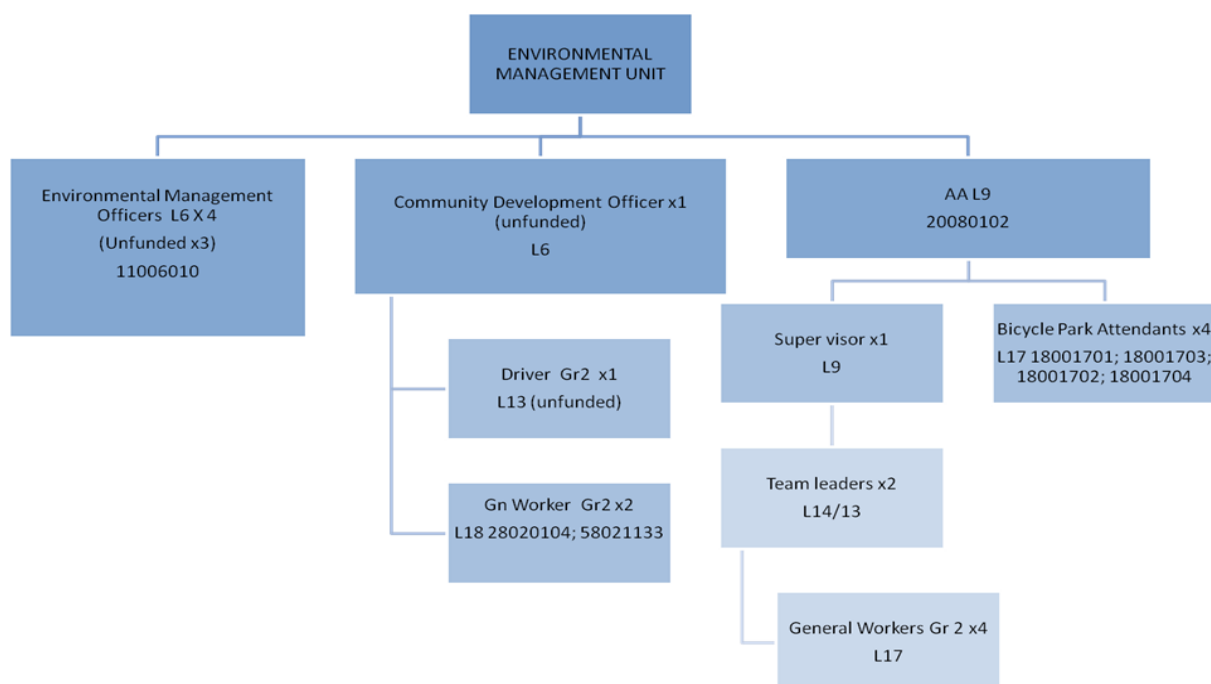 ENVIRONMENTAL
MANAGEMENT UNIT
Environmental Management
Officers L6 X 4
(Unfunded x3)
11006010
Community Development Officer x1
(unfunded)
L6
AA L9
20080102
Driver Gr2 x1
L13 (unfunded)
Gn Worker Gr2 x2
L18 28020104; 58021133
Super visor x1
L9
Bicycle Park Attendants x4
L17 18001701; 18001703;
18001702; 18001704
Team leaders x2
L14/13
General Workers Gr 2 x4
L17